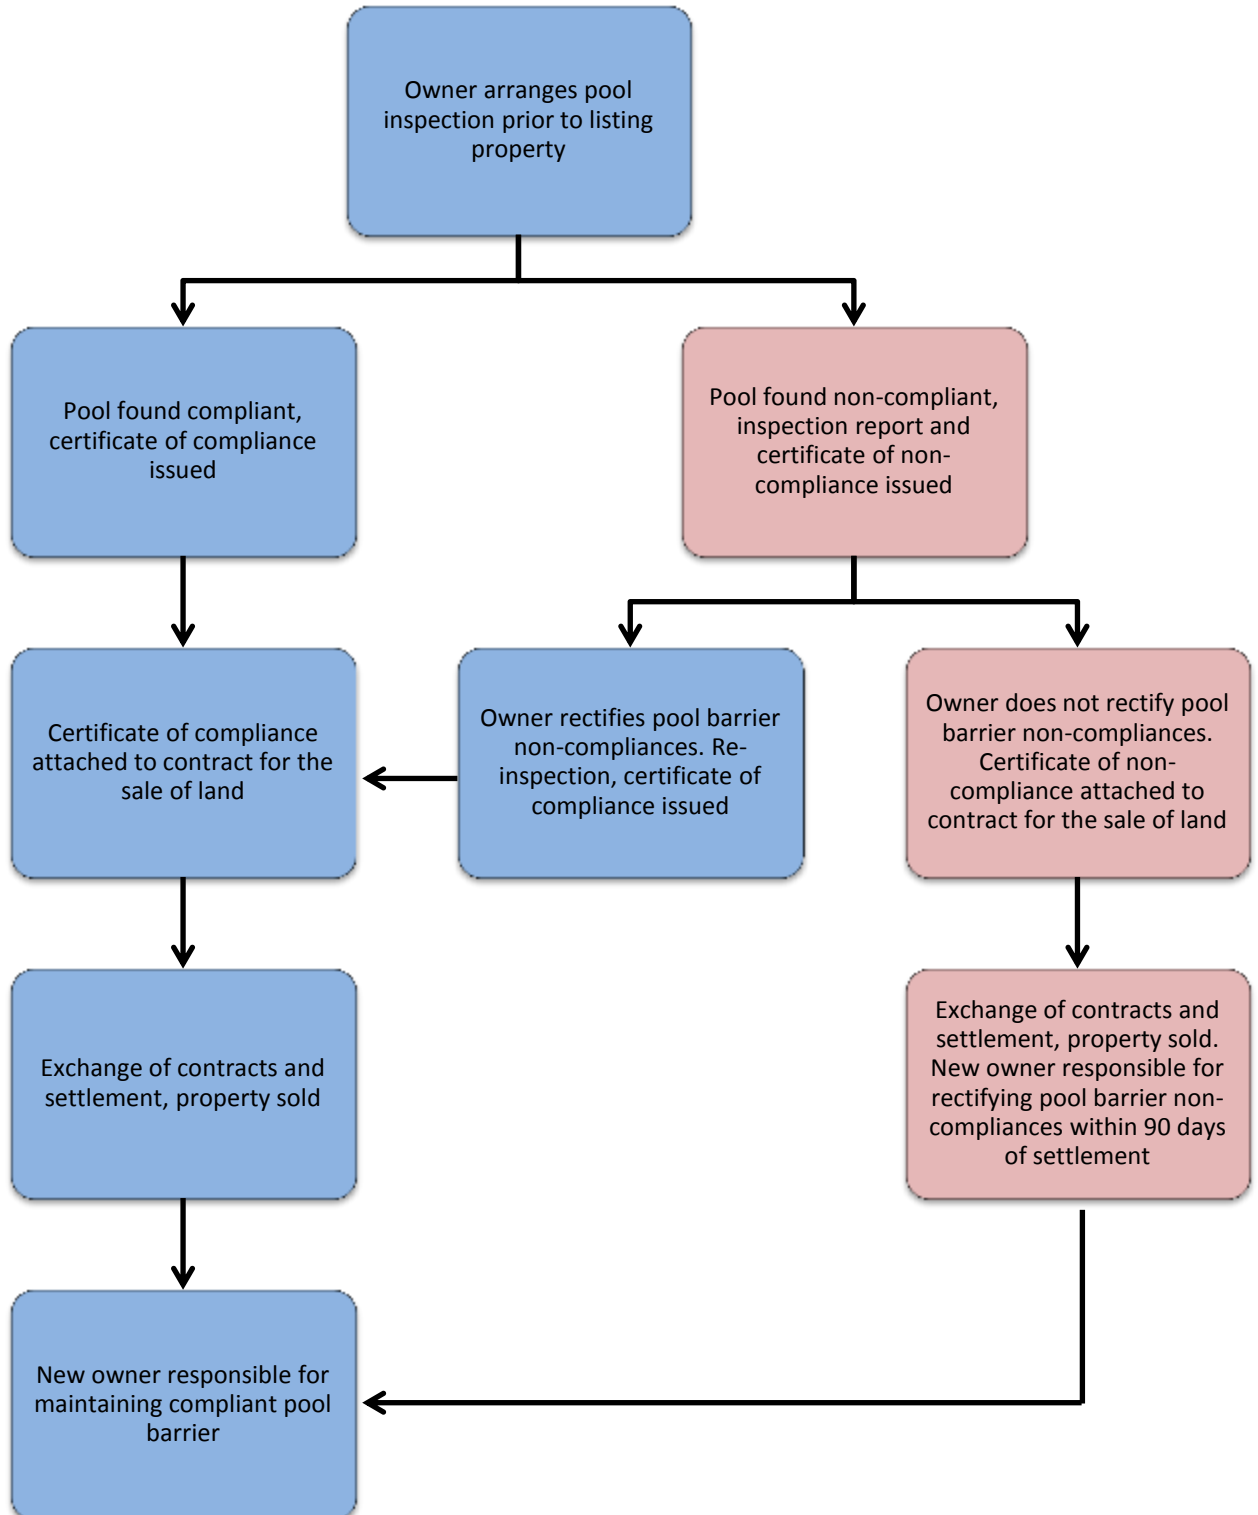 Owner arranges pool
inspection prior to listing
property
Pool found compliant,
certificate of compliance
issued
Pool found non-compliant,
inspection report and
certificate of non-
compliance issued
Certificate of compliance
attached to contract for the
sale of land
Owner rectifies pool barrier
non-compliances. Re-
inspection, certificate of
compliance issued
Owner does not rectify pool
barrier non-compliances.
Certificate of non-
compliance attached to
contract for the sale of land
Exchange of contracts and
settlement, property sold
Exchange of contracts and
settlement, property sold.
New owner responsible for
rectifying pool barrier non-
compliances within 90 days
of settlement
New owner responsible for
maintaining compliant pool
barrier